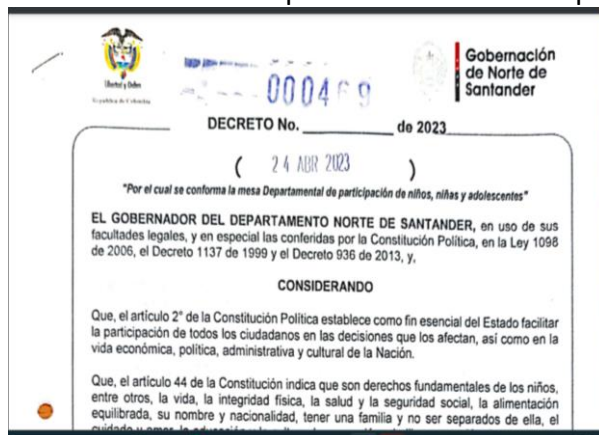 Libertad y Orden
República de Colombia
Gobernación
de Norte de
Santander
DECRETO No. ____________ de 2023
( 24 ABR 2023 )
"Por el cual se conforma la mesa Departamental de participación de niños, niñas y adolescentes"
EL GOBERNADOR DEL DEPARTAMENTO NORTE DE SANTANDER, en uso de sus
facultades legales, y en especial las conferidas por la Constitución Política, en la Ley 1098
de 2006, el Decreto 1137 de 1999 y el Decreto 936 de 2013, y,
CONSIDERANDO
Que, el artículo 2° de la Constitución Política establece como fin esencial del Estado facilitar
la participación de todos los ciudadanos en las decisiones que los afectan, así como en la
vida económica, política, administrativa y cultural de la Nación.
Que, el artículo 44 de la Constitución indica que son derechos fundamentales de los niños,
entre otros, la vida, la integridad física, la salud y la seguridad social, la alimentación
equilibrada, su nombre y nacionalidad, tener una familia y no ser separados de ella, el